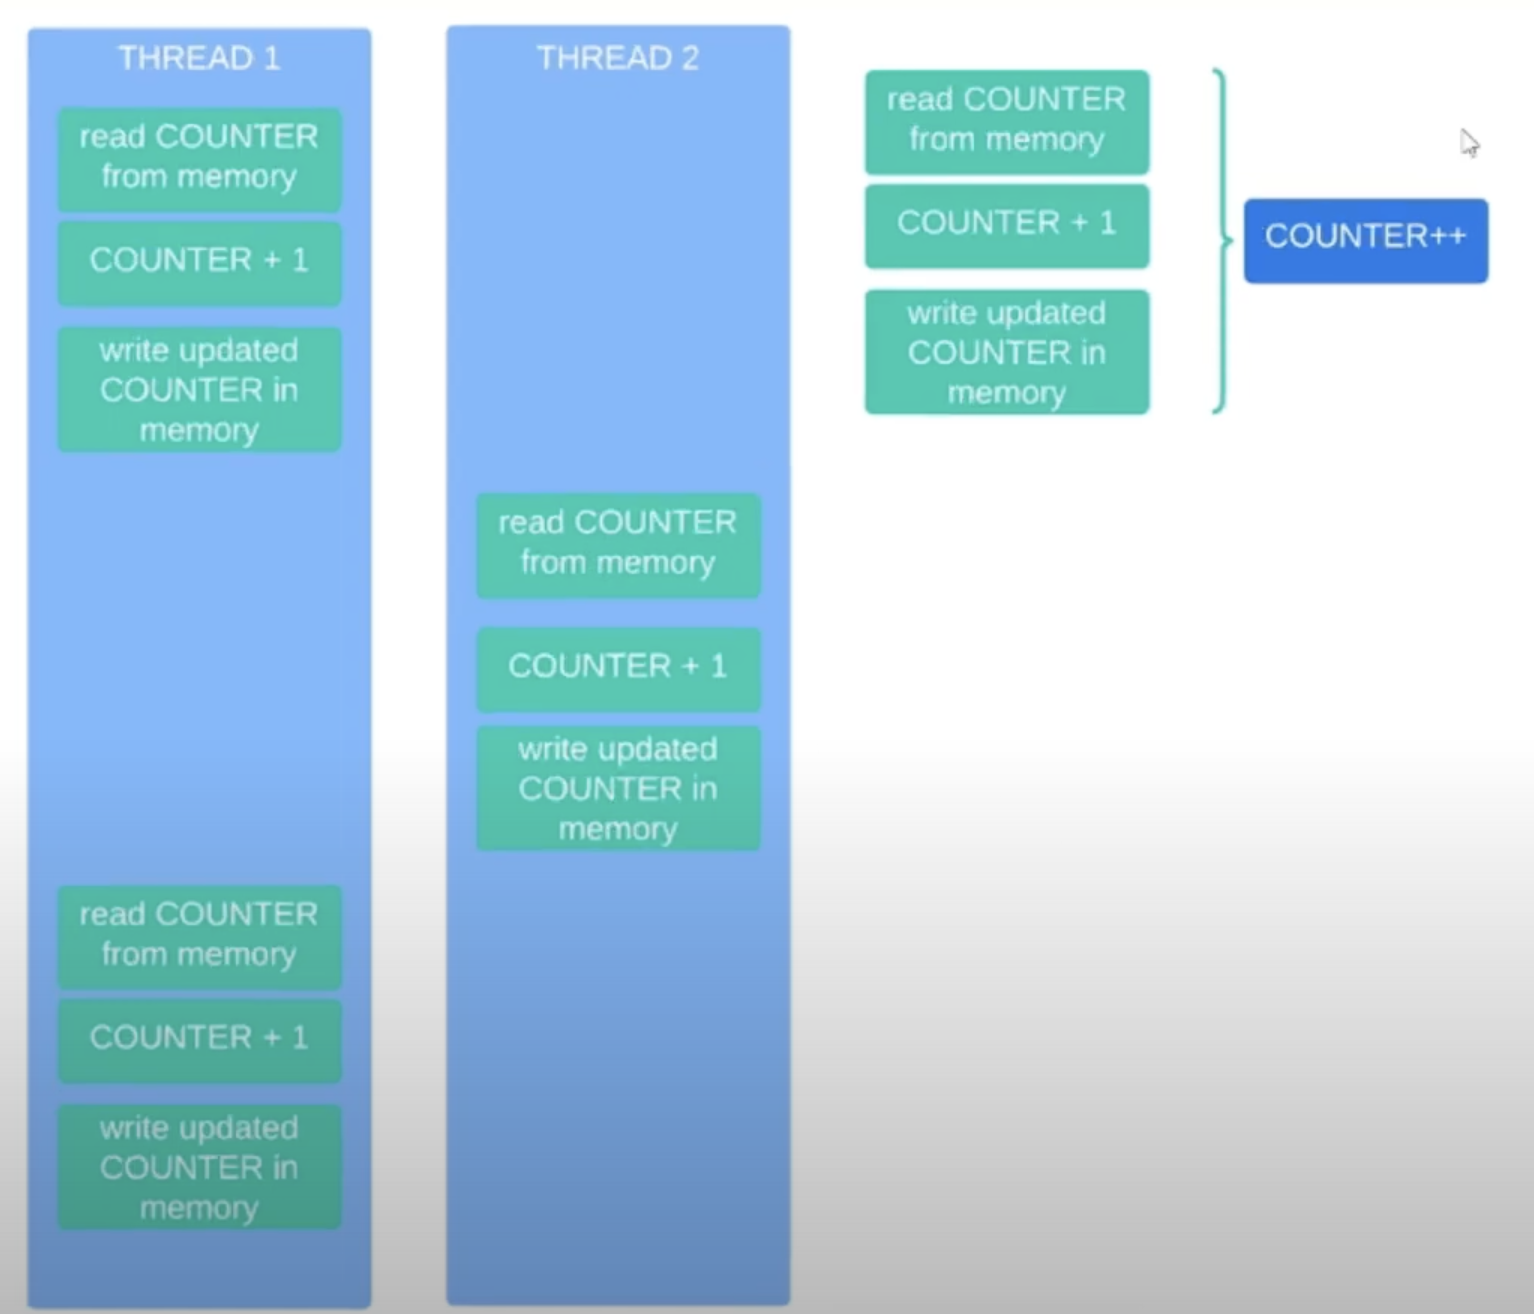 THREAD 1
read COUNTER
from memory
COUNTER + 1
write updated
COUNTER in
memory
read COUNTER
from memory
COUNTER + 1
write updated
COUNTER in
memory
THREAD 2
read COUNTER
from memory
COUNTER + 1
write updated
COUNTER in
memory
read COUNTER
from memory
COUNTER + 1
write updated
COUNTER in
memory
COUNTER++